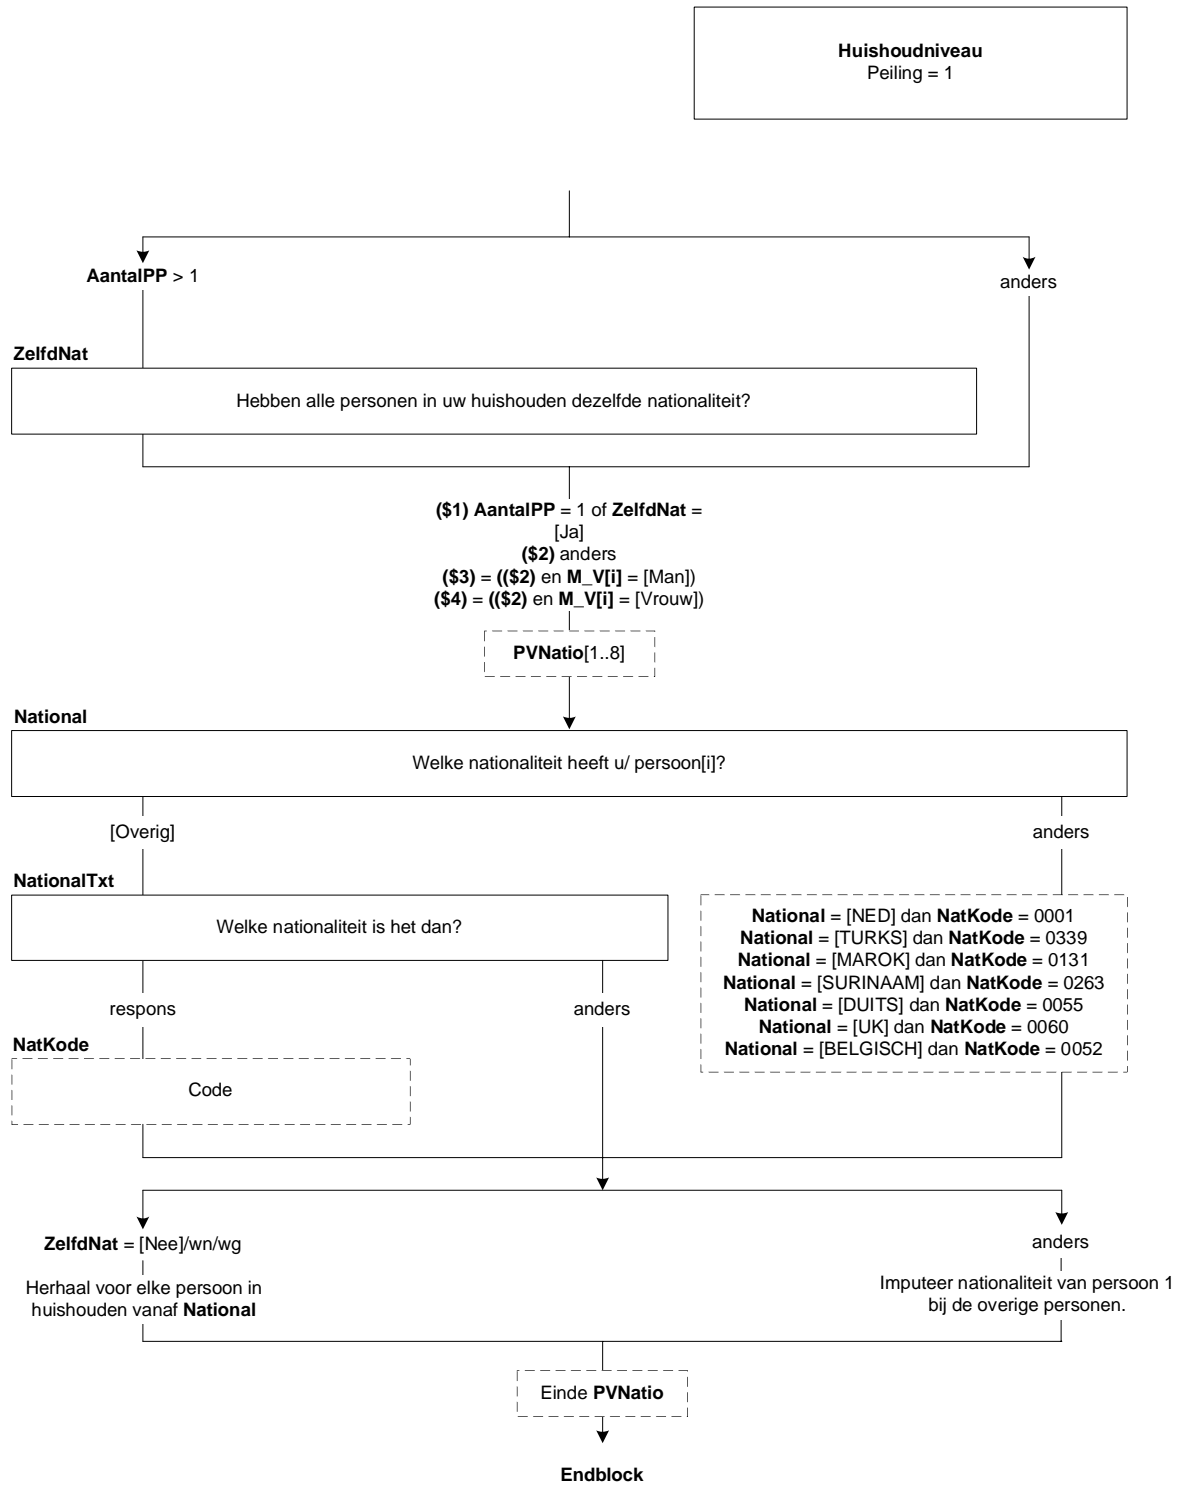 Huishoudniveau
Peiling = 1
AantalPP > 1
anders
ZelfdNat
Hebben alle personen in uw huishouden dezelfde nationaliteit?
($1) AantalPP = 1 of ZelfdNat =
[Ja]
($2) anders
($3) = (($2) en M_V[i] = [Man])
($4) = (($2) en M_V[i] = [Vrouw])
PVNatio[1..8]
National
Welke nationaliteit heeft u/ persoon[i]?
[Overig]
anders
NationalTxt
Welke nationaliteit is het dan?
National = [NED] dan NatKode = 0001
National = [TURKS] dan NatKode = 0339
National = [MAROK] dan NatKode = 0131
National = [SURINAAM] dan NatKode = 0263
National = [DUITS] dan NatKode = 0055
National = [UK] dan NatKode = 0060
National = [BELGISCH] dan NatKode = 0052
respons
anders
NatKode
Code
ZelfdNat = [Nee]/wn/wg
anders
Herhaal voor elke persoon in
huishouden vanaf National
Imputeer nationaliteit van persoon 1
bij de overige personen.
Einde PVNatio
Endblock